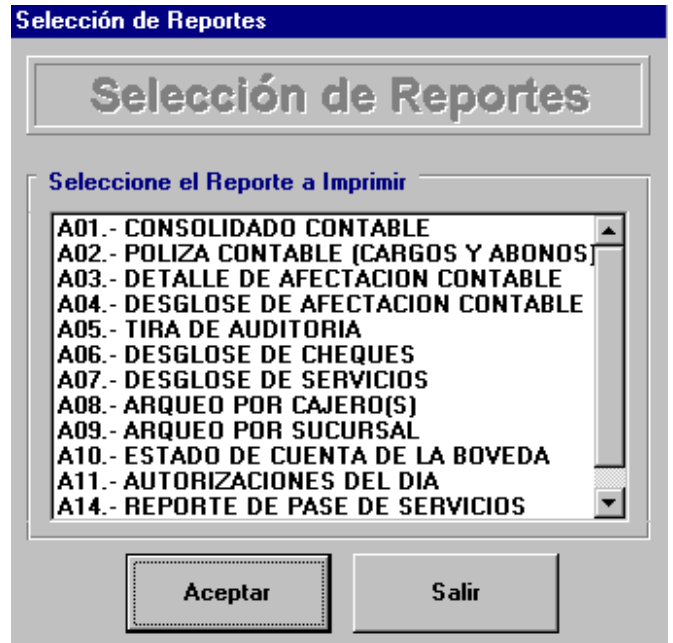 Selección de Reportes
Selección de Reportes
Seleccione el Reporte a Imprimir
A01.- CONSOLIDADO CONTABLE
A02.- POLIZA CONTABLE (CARGOS Y ABONOS)
A03.- DETALLE DE AFECTACION CONTABLE
A04.- DESGLOSE DE AFECTACION CONTABLE
A05.- TIRA DE AUDITORIA
A06.- DESGLOSE DE CHEQUES
A07.- DESGLOSE DE SERVICIOS
A08.- ARQUEO POR CAJERO(S)
A09.- ARQUEO POR SUCURSAL
A10.- ESTADO DE CUENTA DE LA BOVEDA
A11.- AUTORIZACIONES DEL DIA
A14.- REPORTE DE PASE DE SERVICIOS
Aceptar Salir